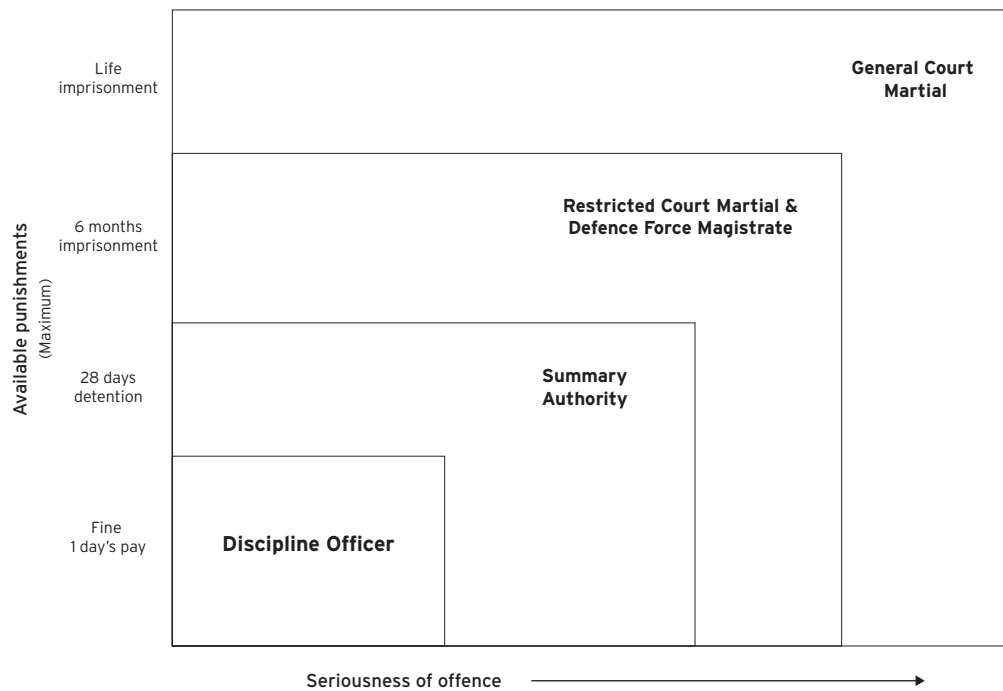 Life
imprisonment
General Court
Martial
6 months
imprisonment
Restricted Court Martial &
Defence Force Magistrate
Available punishments
(Maximum)
28 days
detention
Summary
Authority
Fine
1 day's pay
Discipline Officer
Seriousness of offence